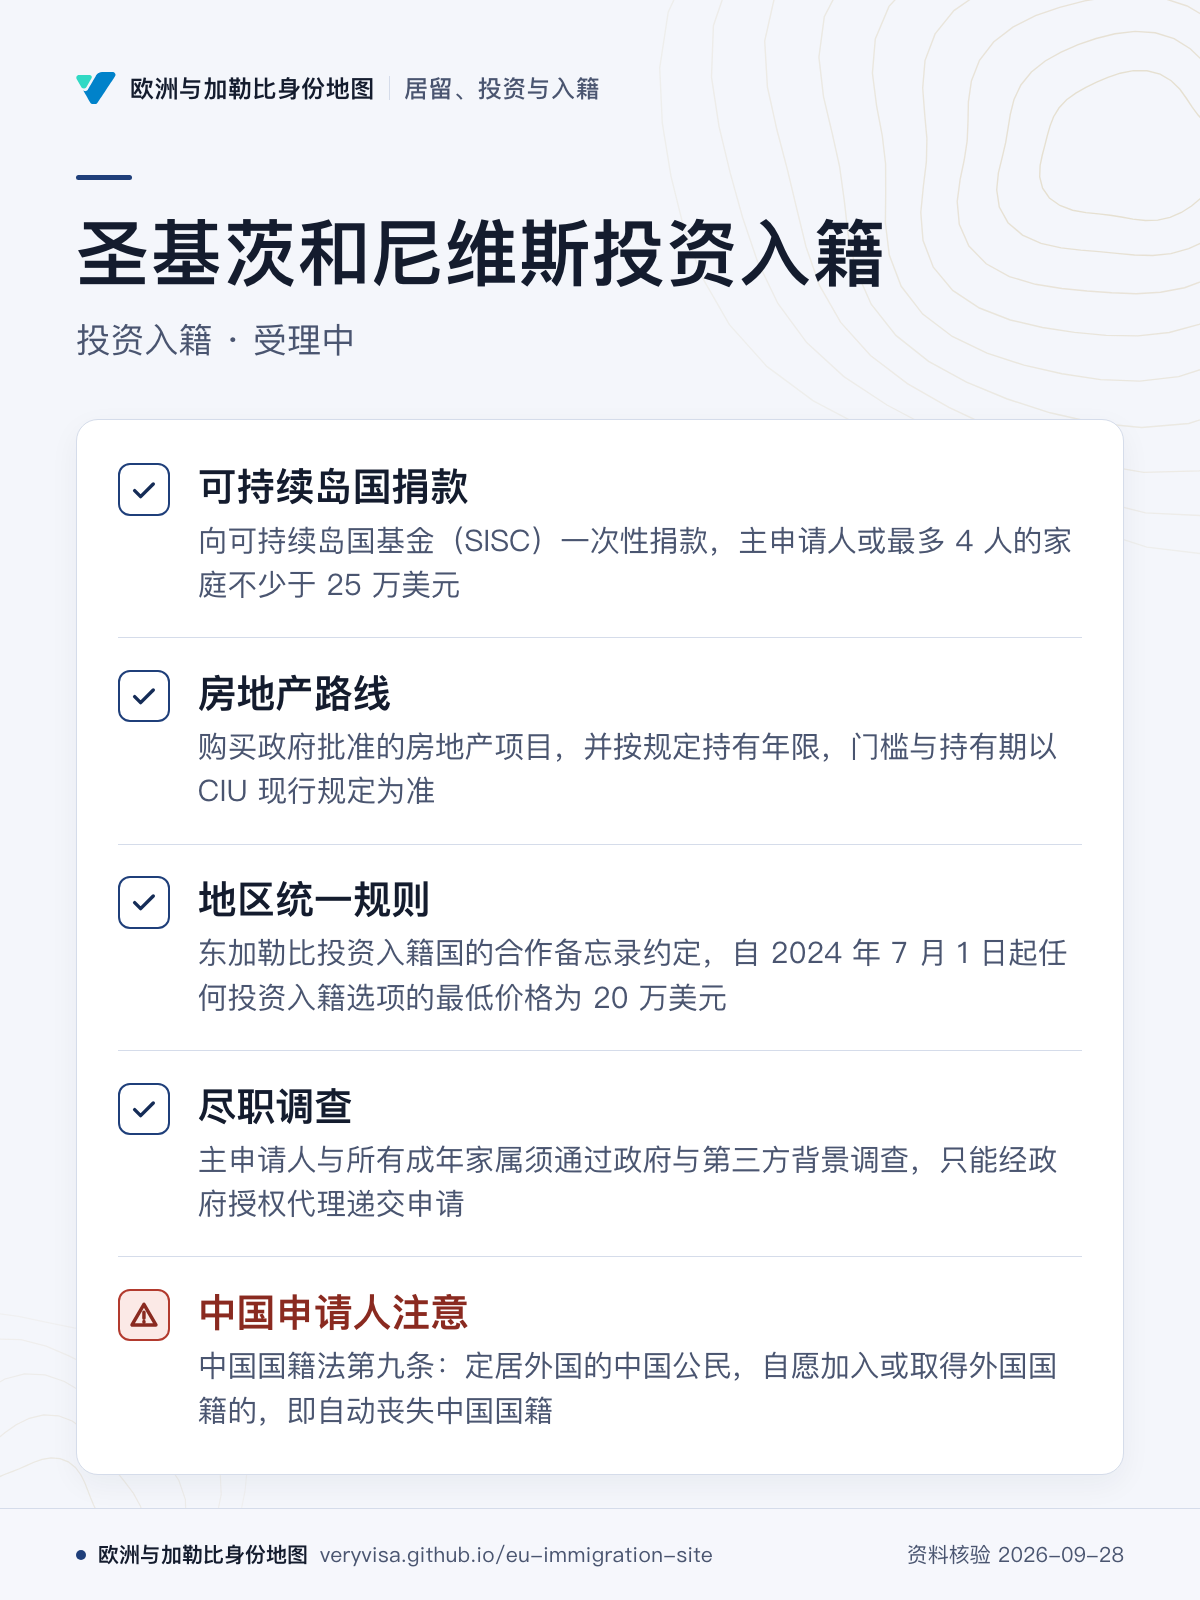 欧洲与加勒比身份地图 居留、投资与入籍
圣基茨和尼维斯投资入籍
投资入籍 · 受理中
可持续岛国捐款
向可持续岛国基金（SISC）一次性捐款，主申请人或最多 4 人的家
庭不少于 25 万美元
房地产路线
购买政府批准的房地产项目，并按规定持有年限，门槛与持有期以
CIU 现行规定为准
地区统一规则
东加勒比投资入籍国的合作备忘录约定，自 2024 年 7 月 1 日起任
何投资入籍选项的最低价格为 20 万美元
尽职调查
主申请人与所有成年家属须通过政府与第三方背景调查，只能经政
府授权代理递交申请
中国申请人注意
中国国籍法第九条：定居外国的中国公民，自愿加入或取得外国国
籍的，即自动丧失中国国籍
欧洲与加勒比身份地图 veryvisa.github.io/eu-immigration-site 资料核验 2026-09-28